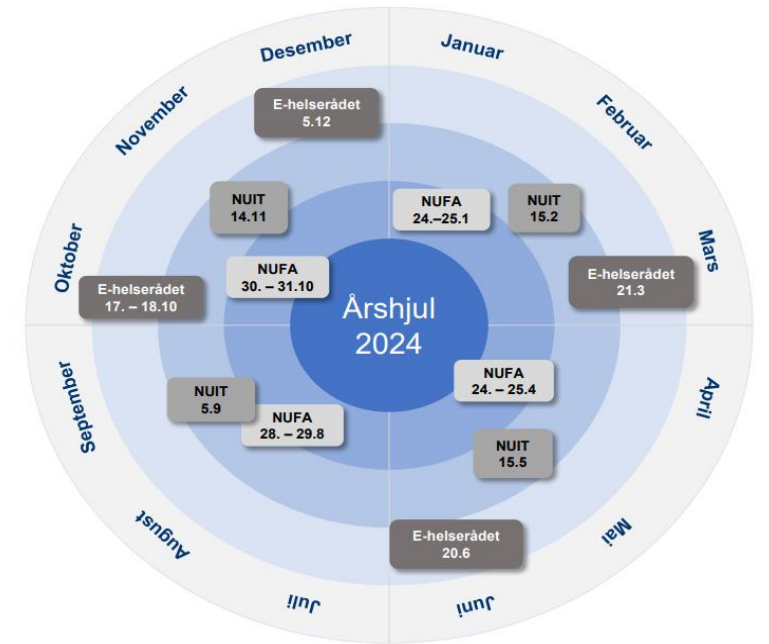 Desember
Januar
November
Februar
E-helserådet
5.12
NUIT
14.11
NUFA
24.–25.1
NUIT
15.2
Oktober
Mars
NUFA
30. – 31.10
E-helserådet
17. – 18.10
E-helserådet
21.3
Årshjul
2024
September
April
NUIT
5.9
NUFA
28. – 29.8
NUFA
24. – 25.4
NUIT
15.5
August
Mai
E-helserådet
20.6
Juli
Juni